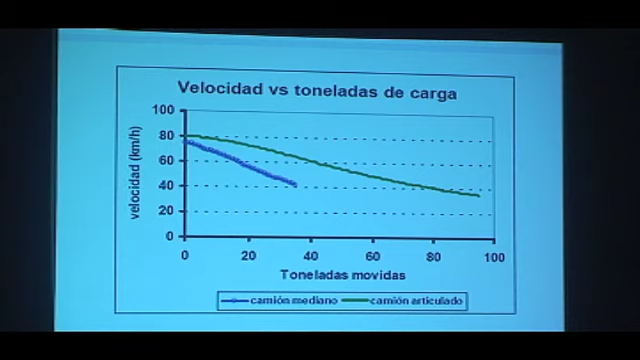 Velocidad vs toneladas de carga
velocidad (km/h)
100
80
60
40
20
0
0 20 40 60 80 100
Toneladas movidas
camión mediano camión articulado